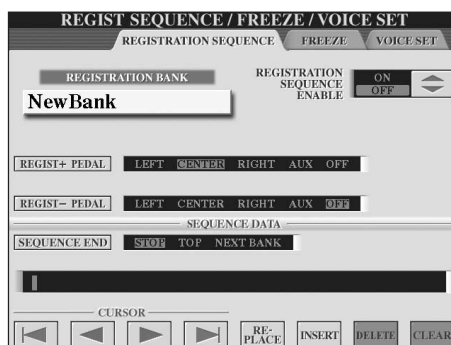 REGIST SEQUENCE / FREEZE / VOICE SET
REGISTRATION SEQUENCE FREEZE VOICE SET
REGISTRATION BANK
NewBank
REGISTRATION
SEQUENCE
ENABLE
ON
OFF
REGIST+ PEDAL LEFT CENTER RIGHT AUX OFF
REGIST− PEDAL LEFT CENTER RIGHT AUX OFF
SEQUENCE DATA
SEQUENCE END STOP TOP NEXT BANK
CURSOR
RE-
PLACE
INSERT
DELETE
CLEAR